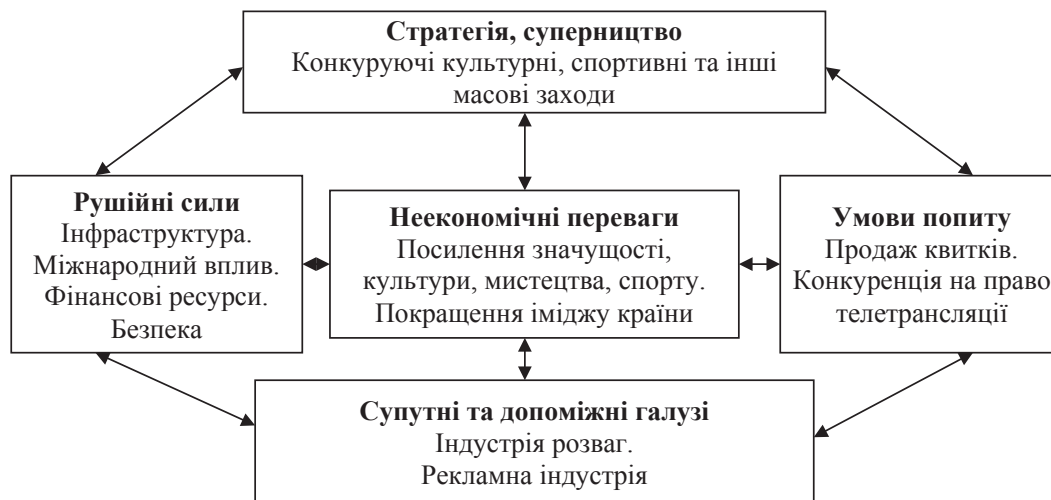 Стратегія, суперництво
Конкуруючі культурні, спортивні та інші
масові заходи
Рушійні сили
Інфраструктура.
Міжнародний вплив.
Фінансові ресурси.
Безпека
Неекономічні переваги
Посилення значущості,
культури, мистецтва, спорту.
Покращення іміджу країни
Умови попиту
Продаж квитків.
Конкуренція на право
телетрансляції
Супутні та допоміжні галузі
Індустрія розваг.
Рекламна індустрія